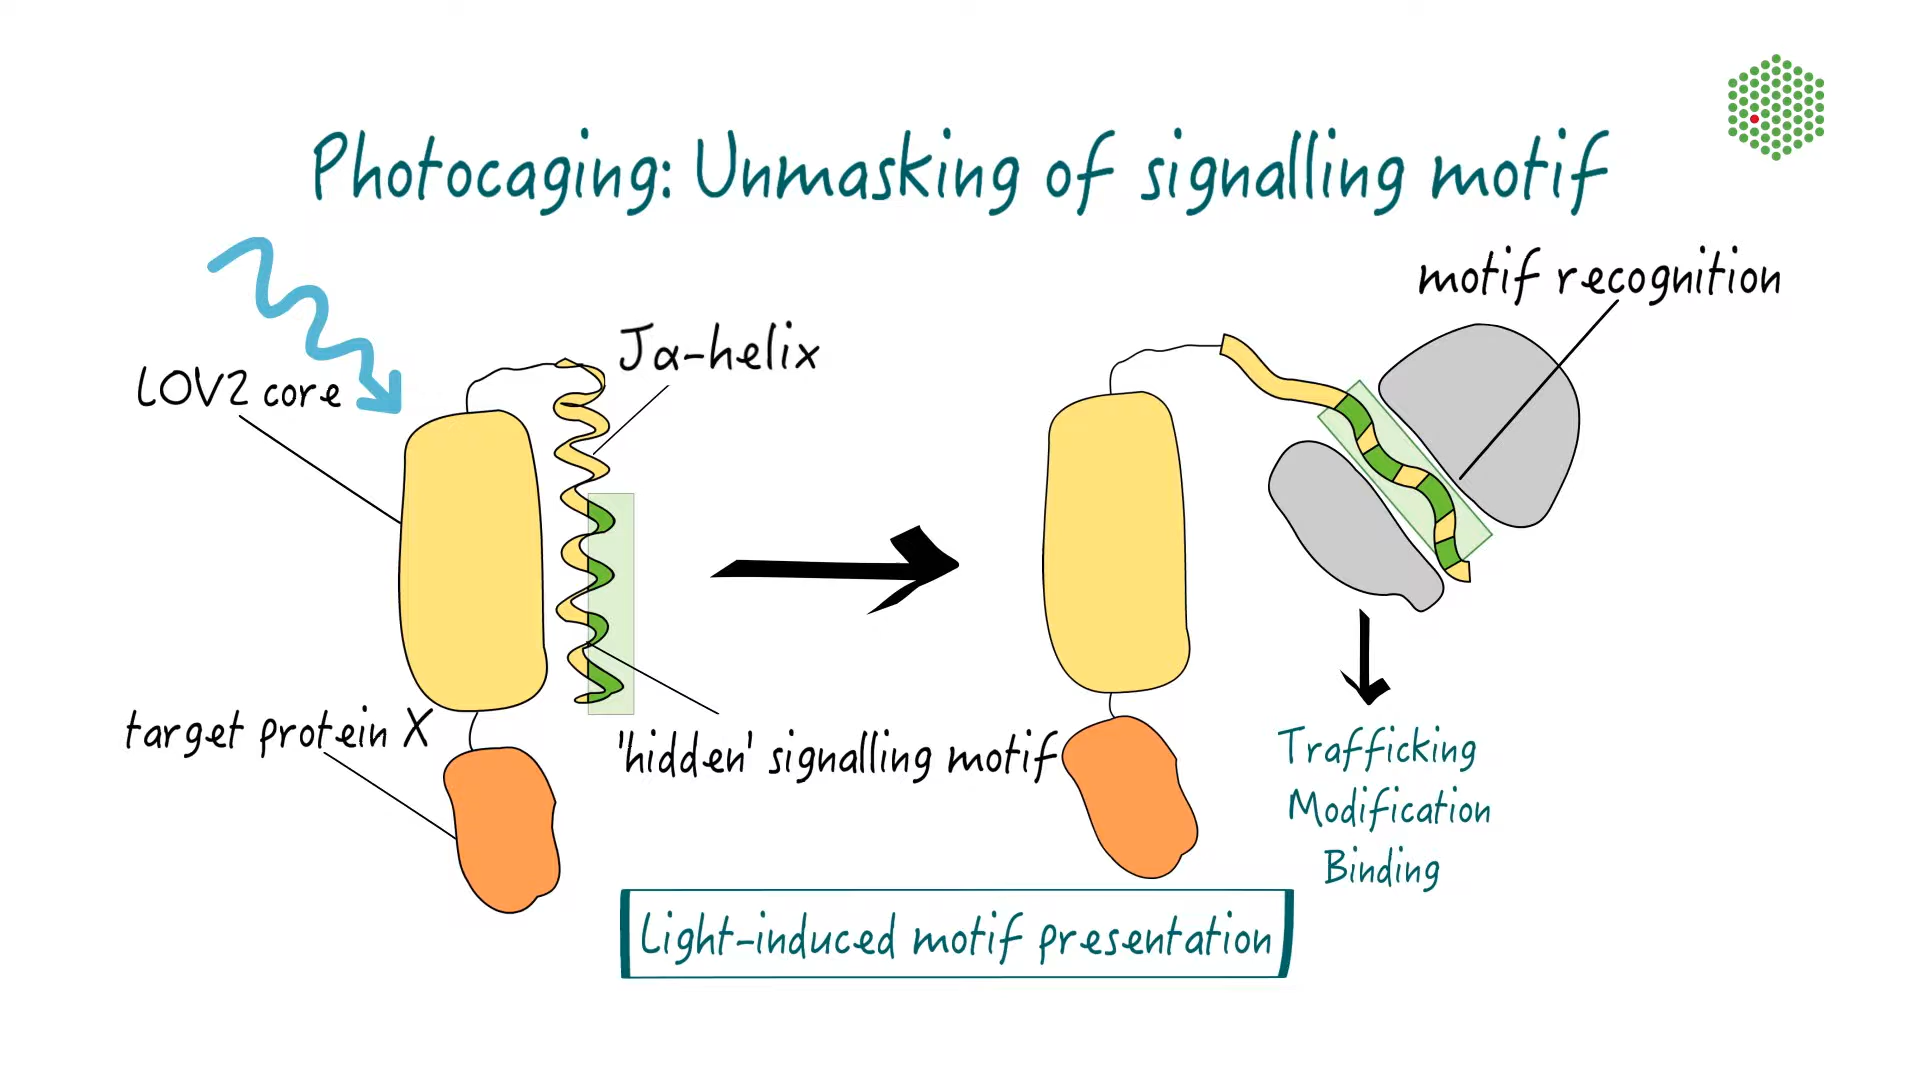 Photocaging: Unmasking of signalling motif
motif recognition
Jα-helix
LOV2 core
target protein X
'hidden' signalling motif
Trafficking
Modification
Binding
Light-induced motif presentation